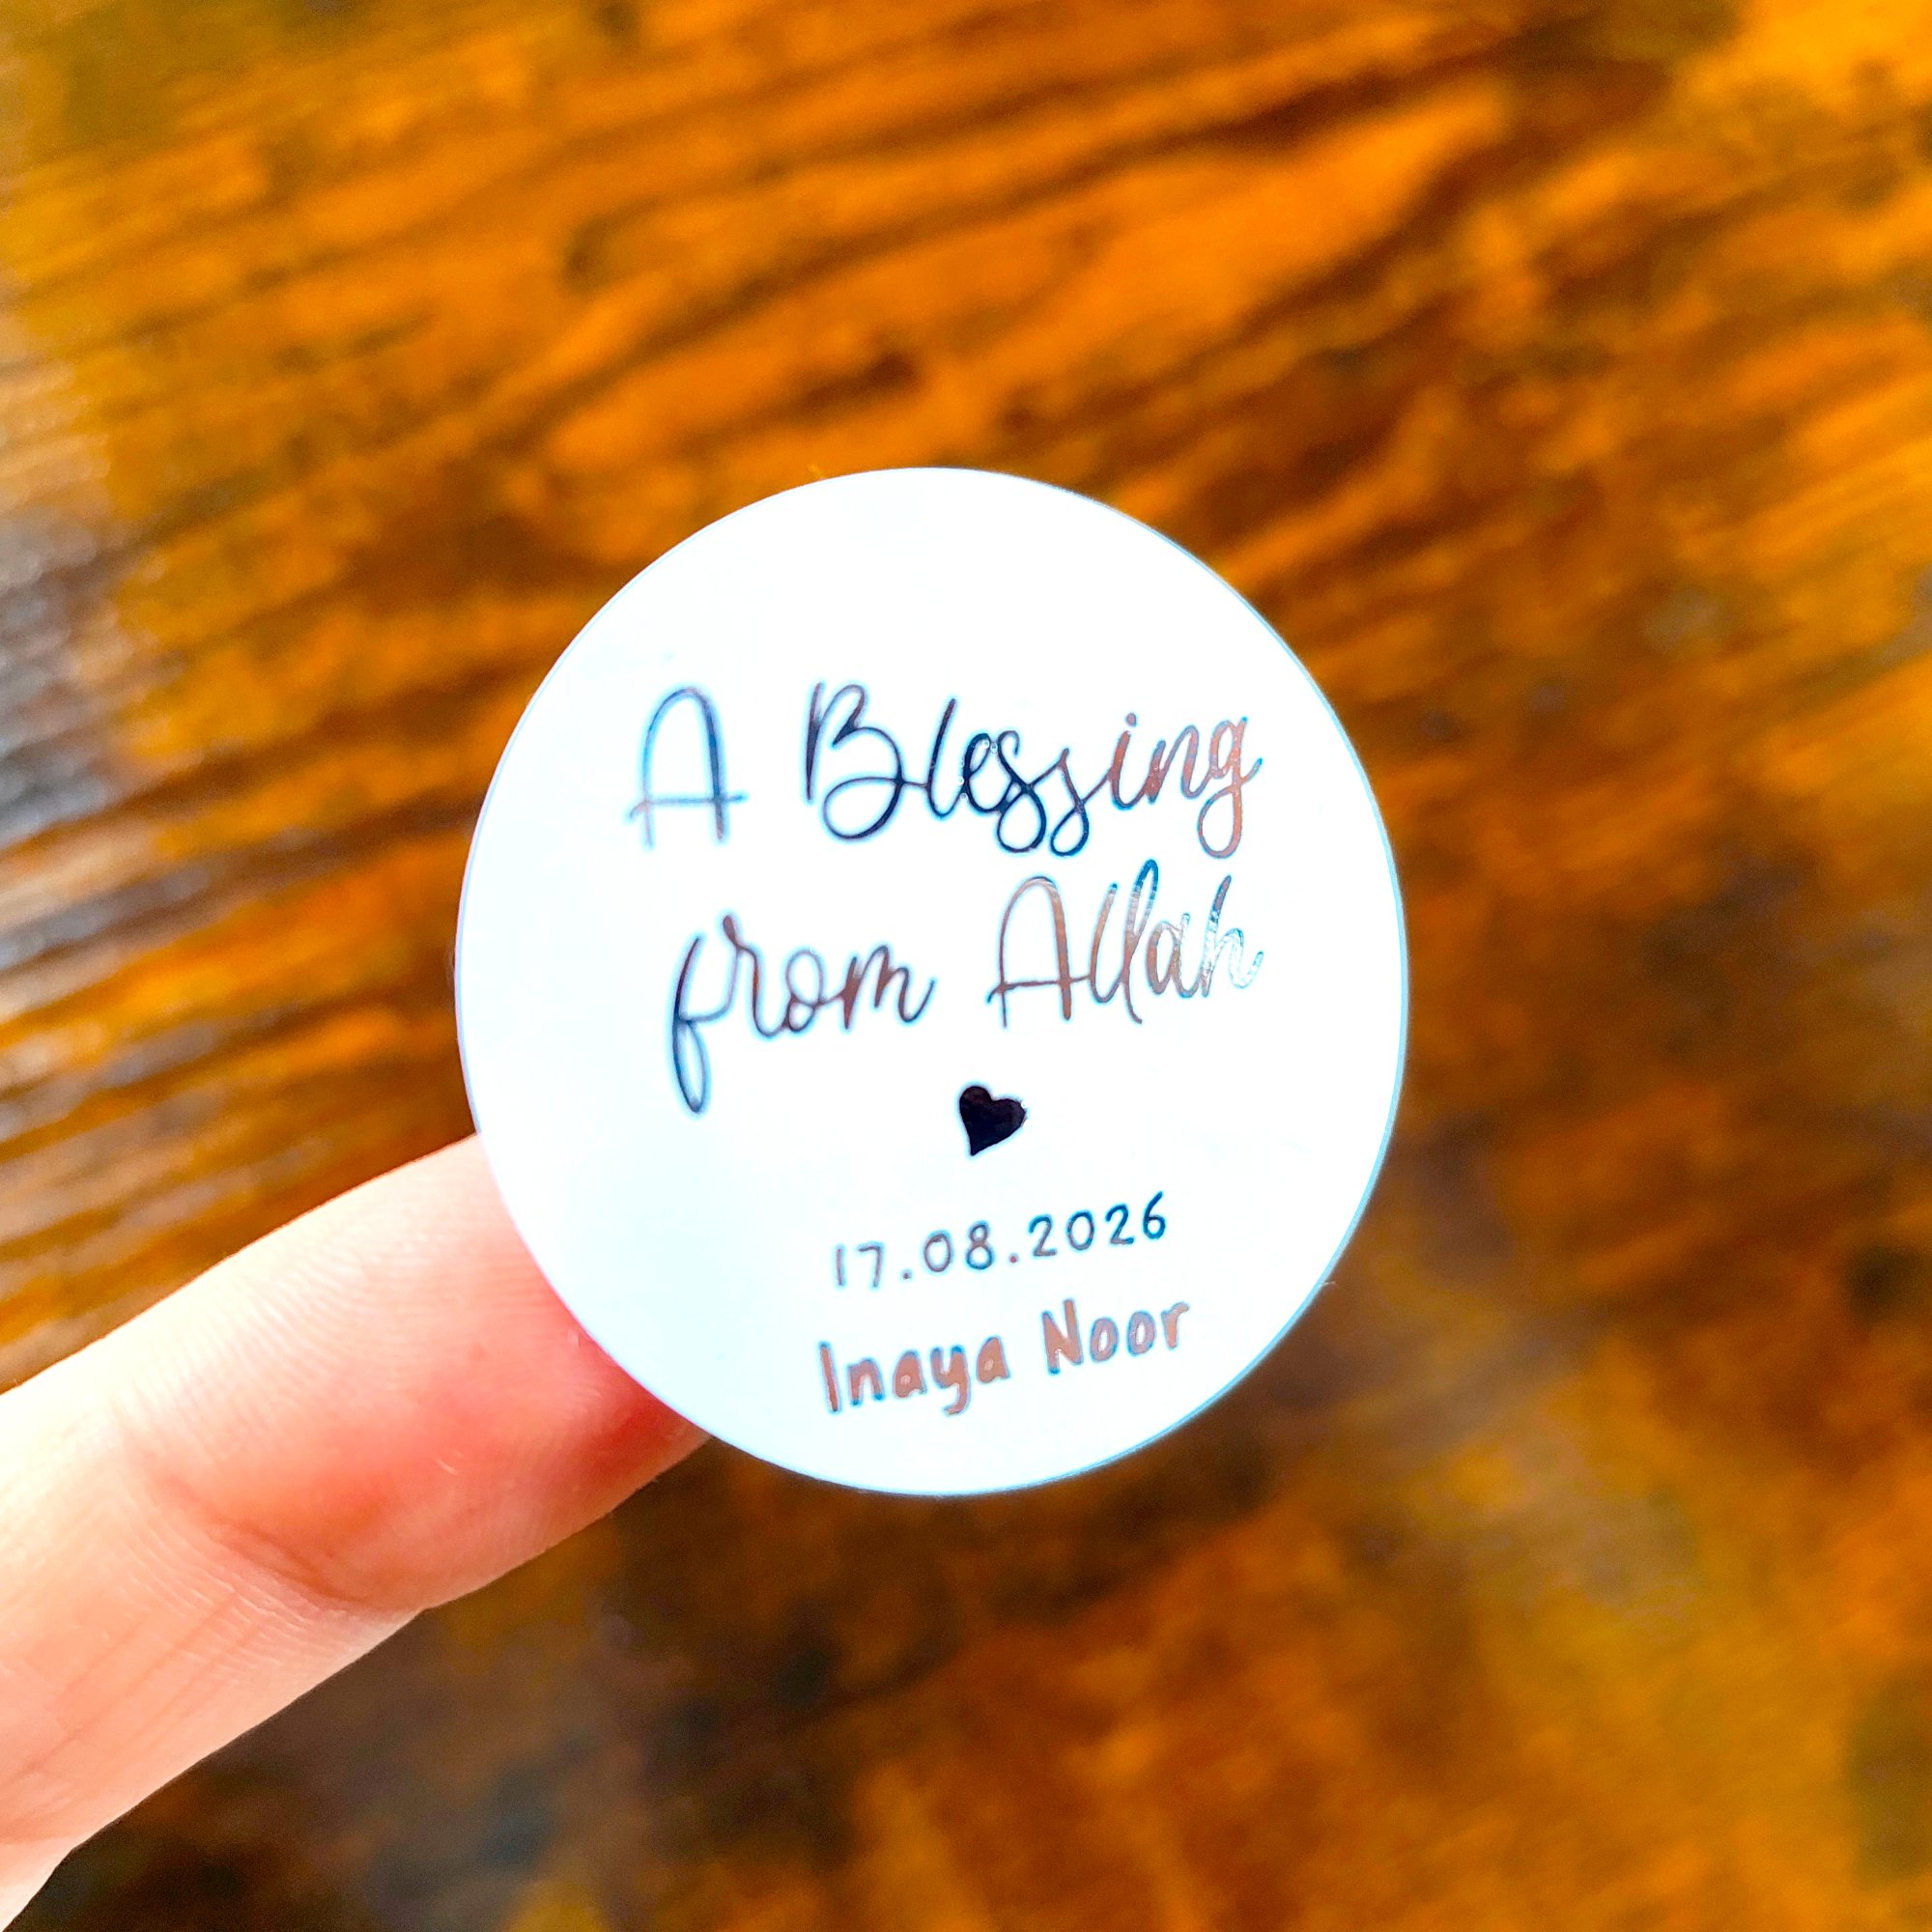 A Blessing
from Allah
17.08.2026
Inaya Noor